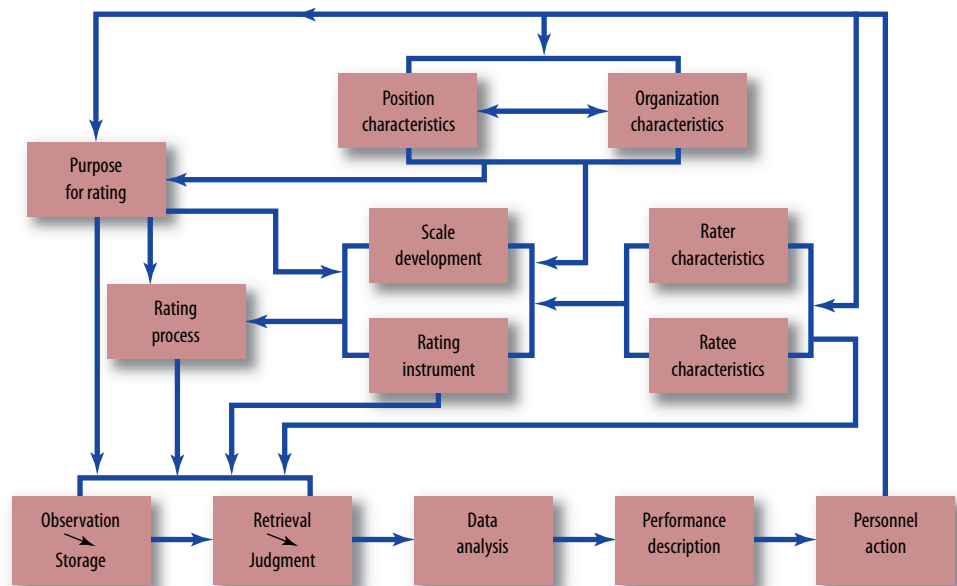 Position
characteristics
Organization
characteristics
Purpose
for rating
Scale
development
Rater
characteristics
Rating
process
Rating
instrument
Ratee
characteristics
Observation
Storage
Retrieval
Judgment
Data
analysis
Performance
description
Personnel
action